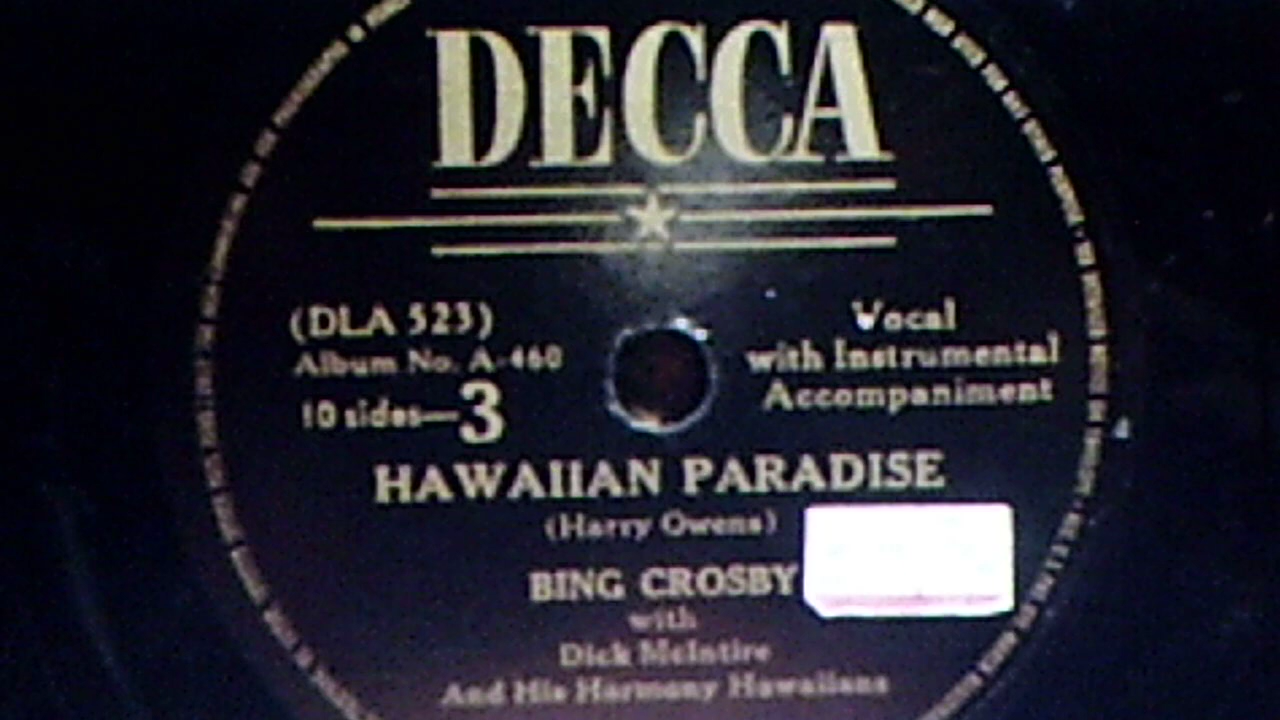 DECCA
(DLA 523)
Album No. A-460
10 sides—3
Vocal
with Instrumental
Accompaniment
HAWAIIAN PARADISE
(Harry Owens)
BING CROSBY
with
Dick McIntire
And His Harmony Hawaiians